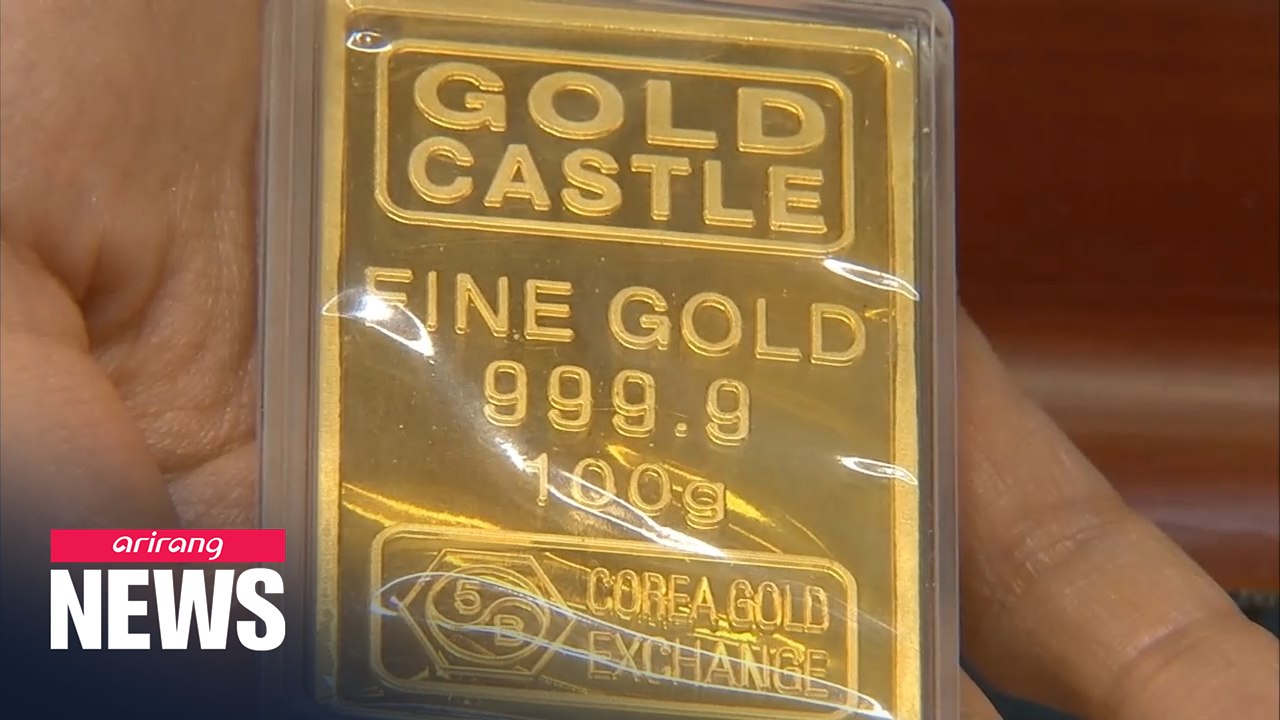 GOLD
CASTLE
FINE GOLD
999.9
100g
5
B
COREA GOLD
EXCHANGE
arirang
NEWS